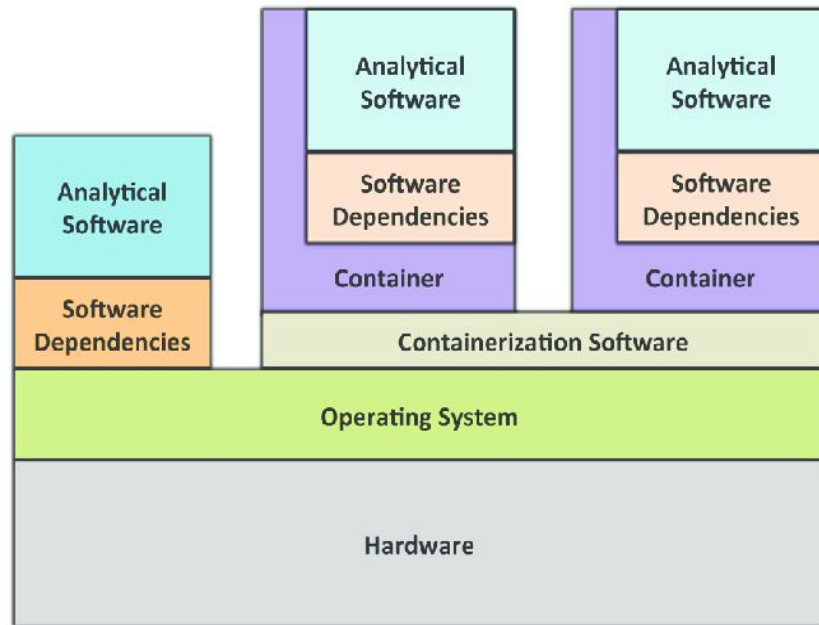 Analytical
Software
Software
Dependencies
Analytical
Software
Software
Dependencies
Container
Analytical
Software
Software
Dependencies
Container
Containerization Software
Operating System
Hardware